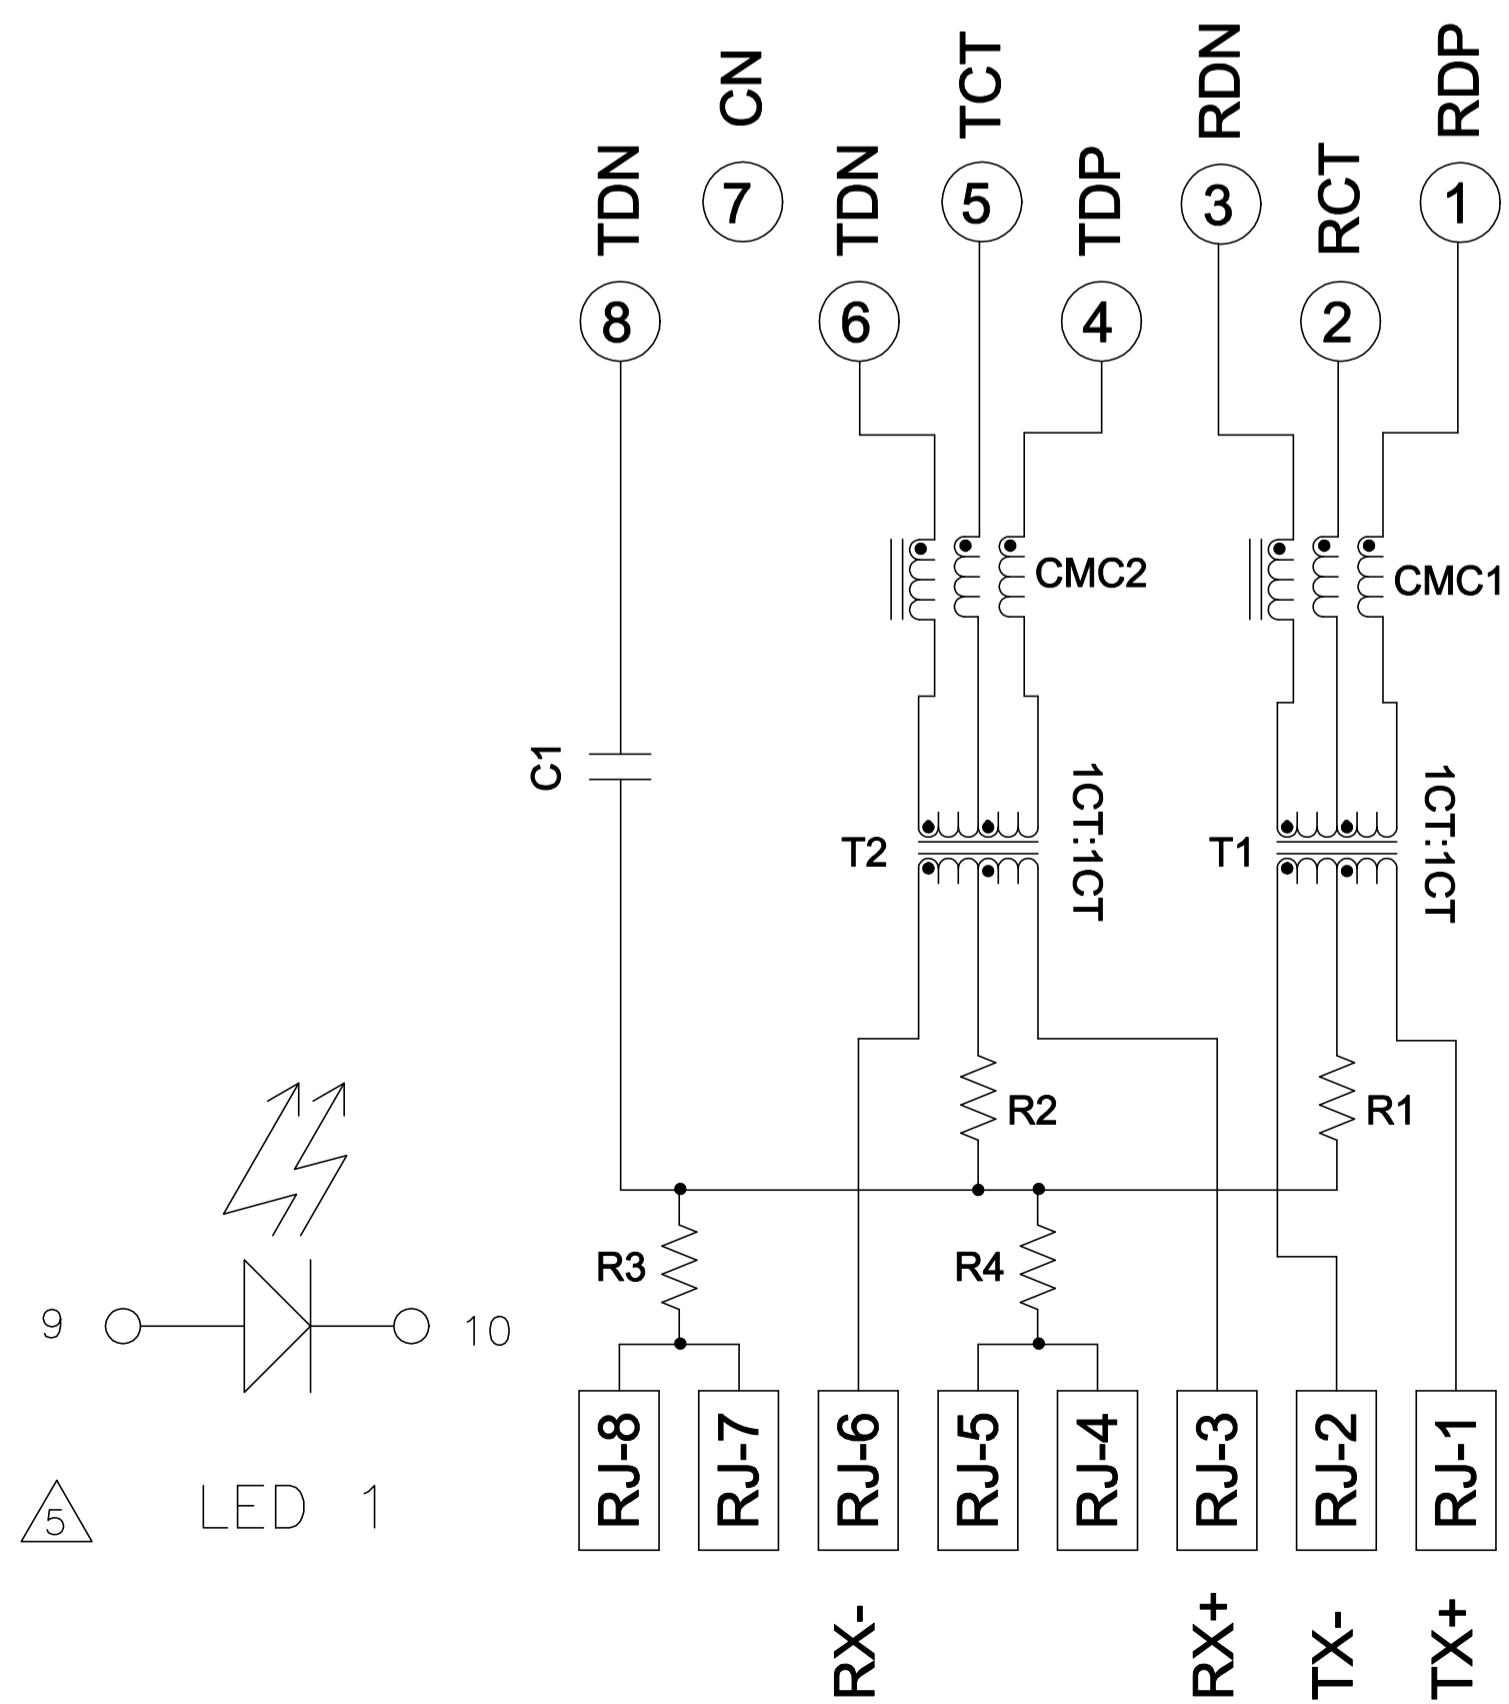 TDN
CN
TDN
TCT
TDP
RDN
RCT
RDP
8
7
6
5
4
3
2
1
CMC2
CMC1
C1
T2
1CT:1CT
T1
1CT:1CT
R2
R1
R3
R4
9
10
5
LED 1
RJ-8
RJ-7
RJ-6
RJ-5
RJ-4
RJ-3
RJ-2
RJ-1
RX-
RX+
TX-
TX+